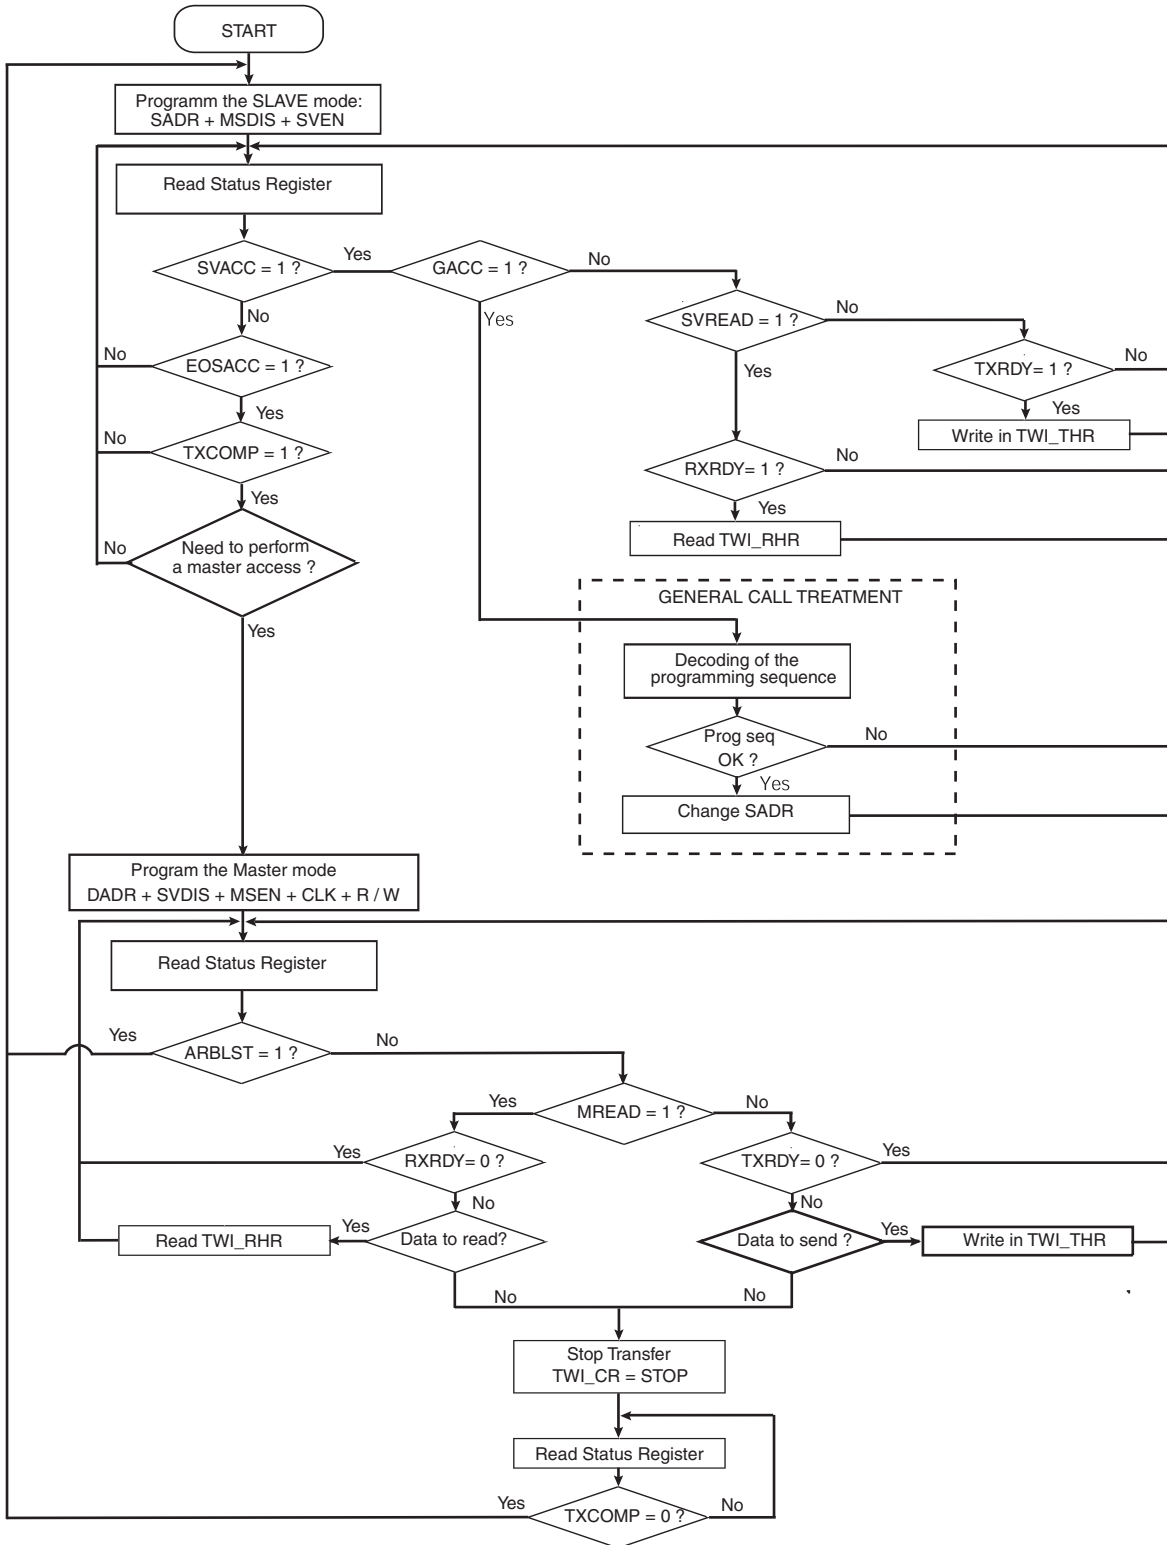 START
Programm the SLAVE mode:
SADR + MSDIS + SVEN
Read Status Register
SVACC = 1 ?
Yes
GACC = 1 ?
No
SVREAD = 1 ?
No
No
Yes
EOSACC = 1 ?
No
Yes
TXRDY= 1 ?
No
Yes
Yes
Write in TWI_THR
TXCOMP = 1 ?
No
RXRDY= 1 ?
No
Yes
Yes
Need to perform
a master access ?
No
Read TWI_RHR
GENERAL CALL TREATMENT
Yes
Decoding of the
programming sequence
Prog seq
OK ?
No
Yes
Change SADR
Program the Master mode
DADR + SVDIS + MSEN + CLK + R / W
Read Status Register
Yes
ARBLST = 1 ?
No
Yes
MREAD = 1 ?
No
Yes
RXRDY= 0 ?
TXRDY= 0 ?
Yes
No
No
Read TWI_RHR
Yes
Data to read?
Data to send ?
Yes
Write in TWI_THR
No
No
Stop Transfer
TWI_CR = STOP
Read Status Register
Yes
TXCOMP = 0 ?
No